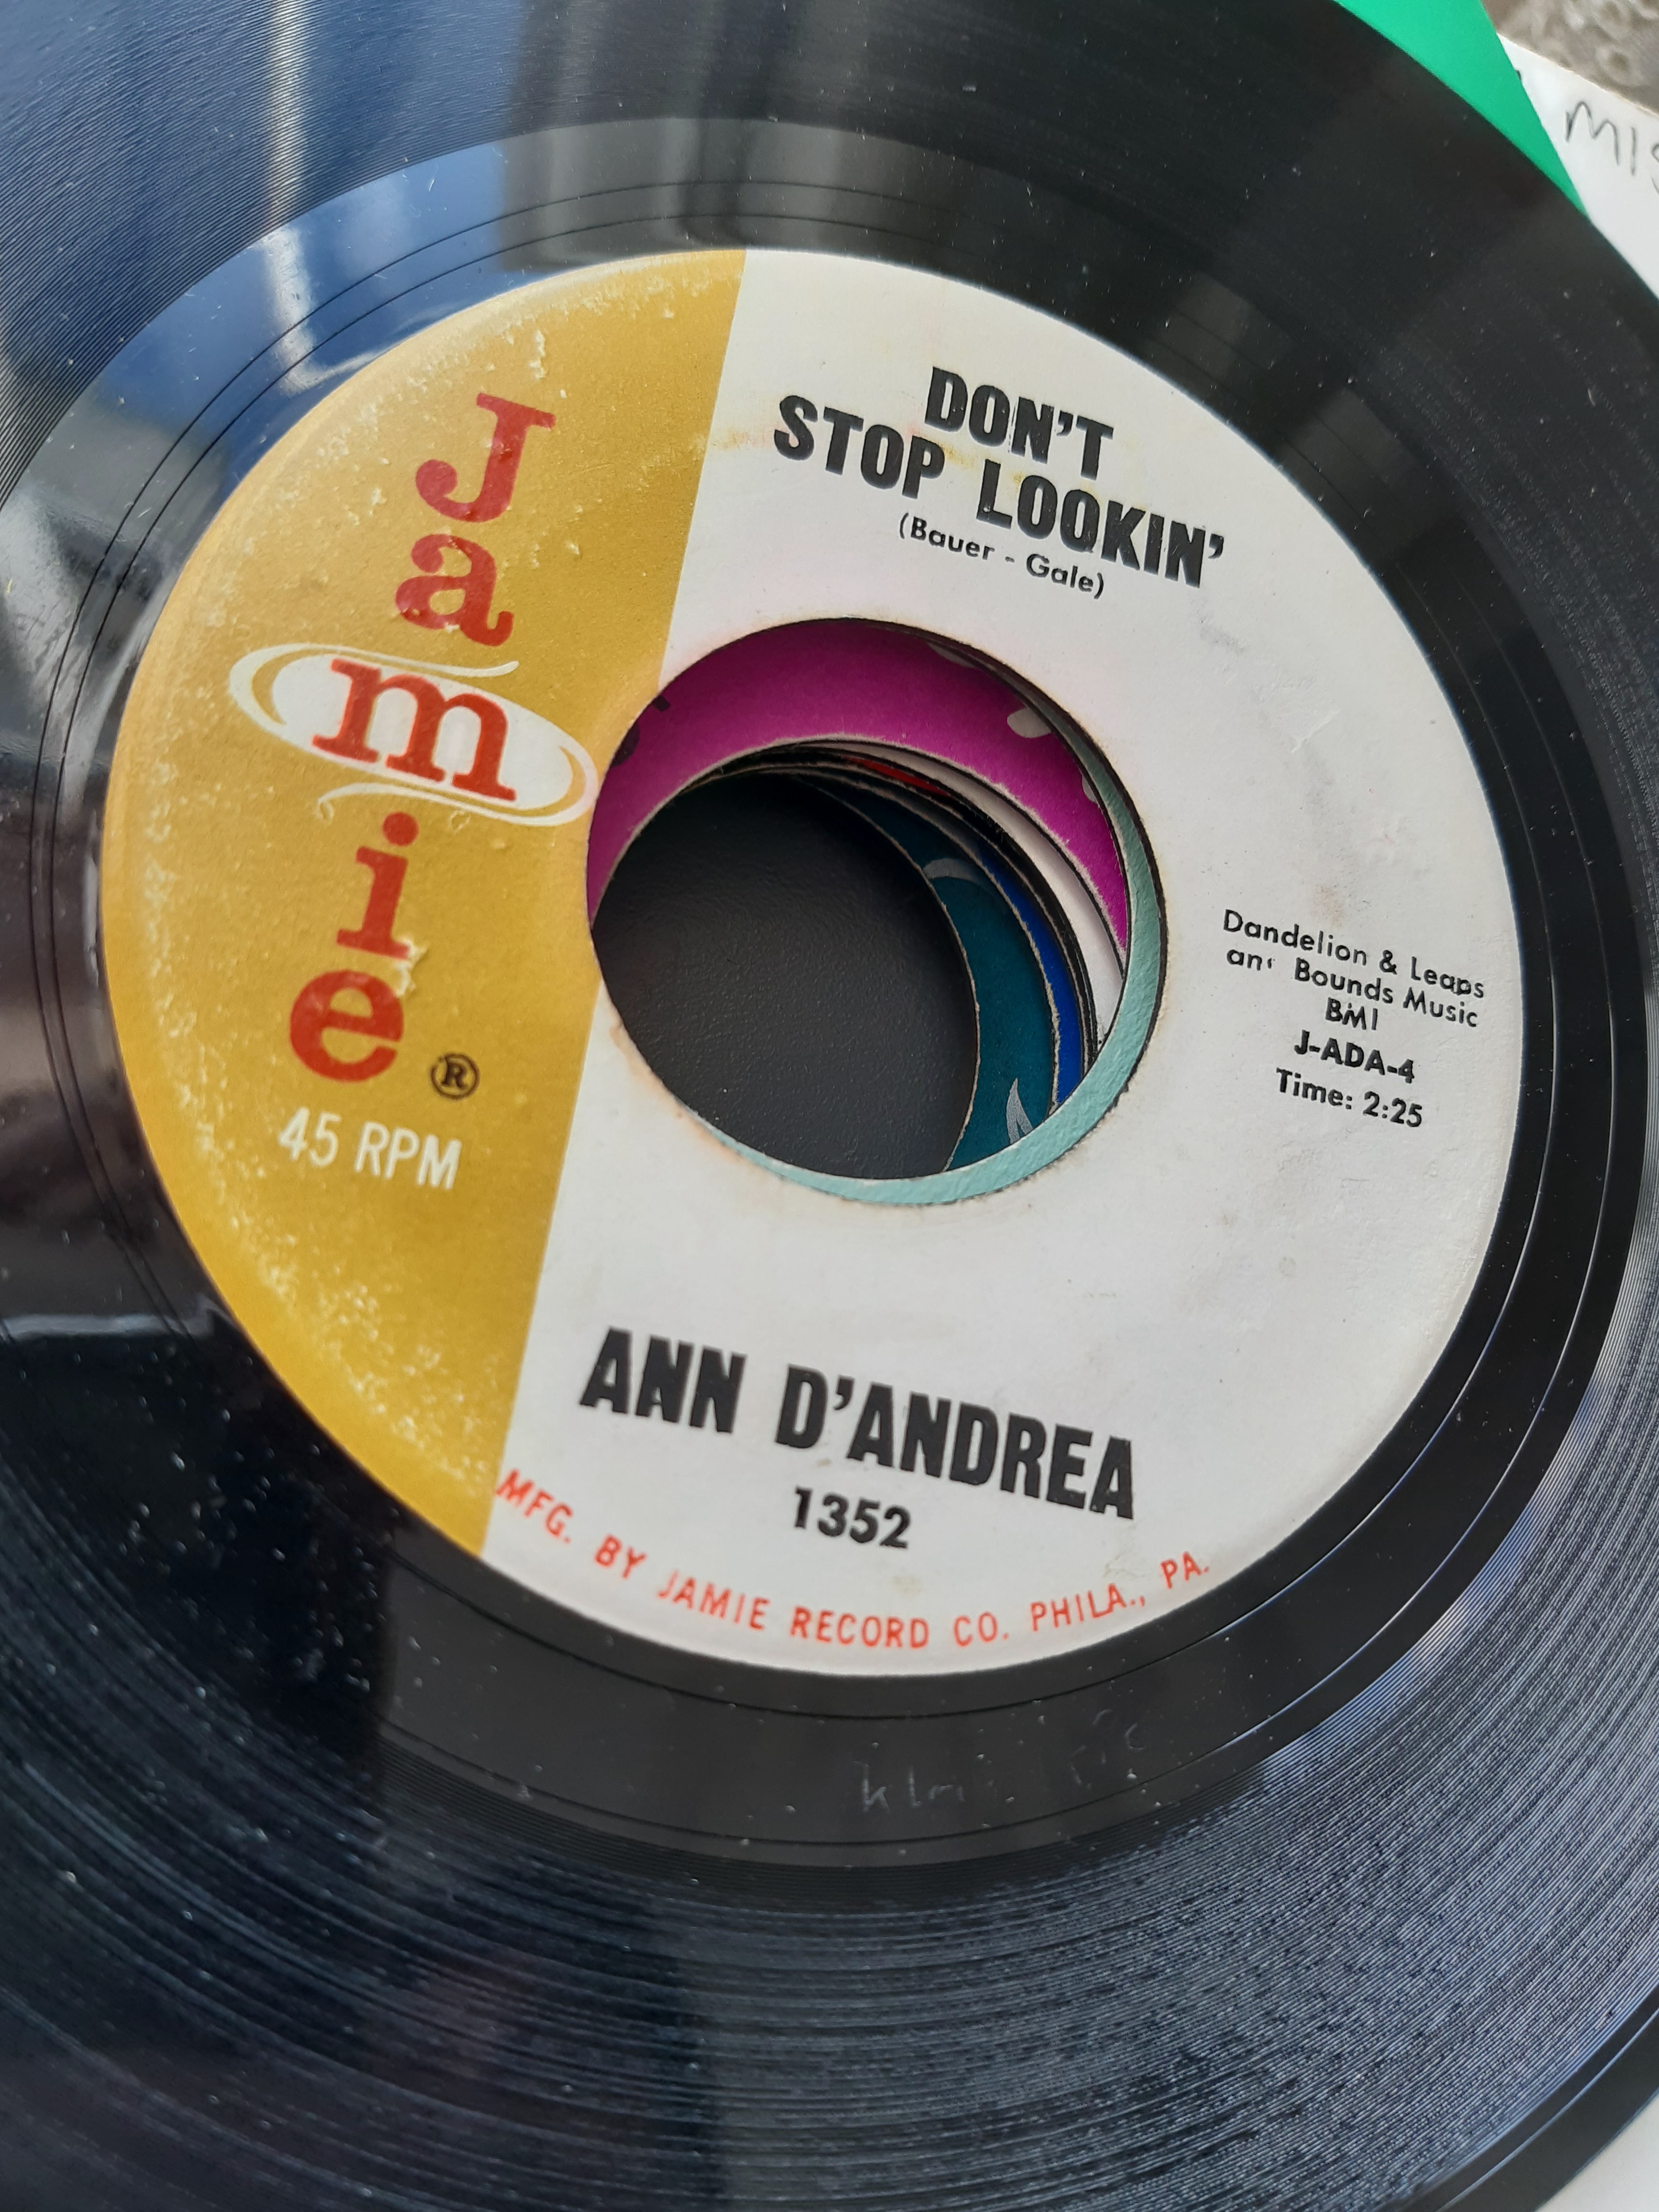 DON'T
STOP LOOKIN'
(Bauer - Gale)
Jamie
®
45 RPM
Dandelion & Leaps
an' Bounds Music
BMI
J-ADA-4
Time: 2:25
ANN D'ANDREA
1352
MFG. BY JAMIE RECORD CO. PHILA., PA.